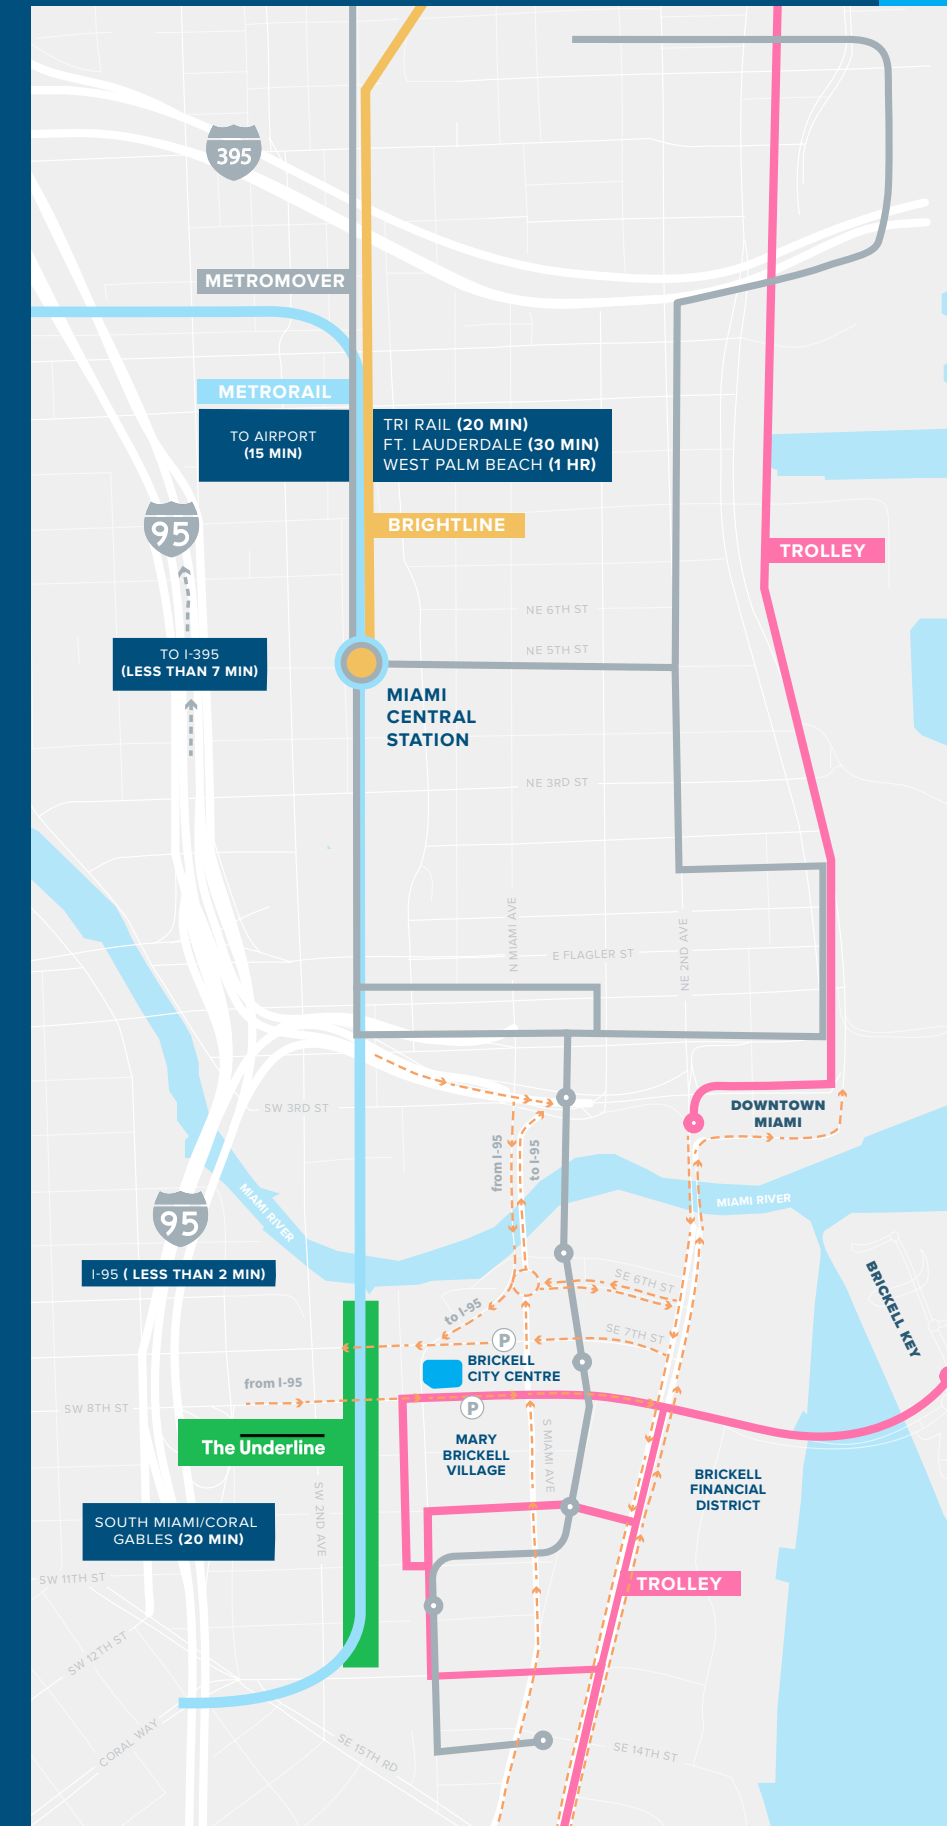 395
METROMOVER
METRORAIL
TO AIRPORT
(15 MIN)
TRI RAIL (20 MIN)
FT. LAUDERDALE (30 MIN)
WEST PALM BEACH (1 HR)
95
BRIGHTLINE
TROLLEY
NE 6TH ST
TO I-395
(LESS THAN 7 MIN)
NE 5TH ST
MIAMI
CENTRAL
STATION
NE 3RD ST
N MIAMI AVE
E FLAGLER ST
NE 2ND AVE
SW 3RD ST
DOWNTOWN
MIAMI
from I-95
to I-95
MIAMI RIVER
MIAMI RIVER
95
I-95 ( LESS THAN 2 MIN)
SE 6TH ST
BRICKELL KEY
to I-95
SE 7TH ST
P
BRICKELL
CITY CENTRE
from I-95
SW 8TH ST
P
The Underline
MARY
BRICKELL
VILLAGE
S MIAMI AVE
BRICKELL
FINANCIAL
DISTRICT
SW 2ND AVE
SOUTH MIAMI/CORAL
GABLES (20 MIN)
SW 11TH ST
TROLLEY
SW 12TH ST
CORAL WAY
SE 15TH RD
SE 14TH ST